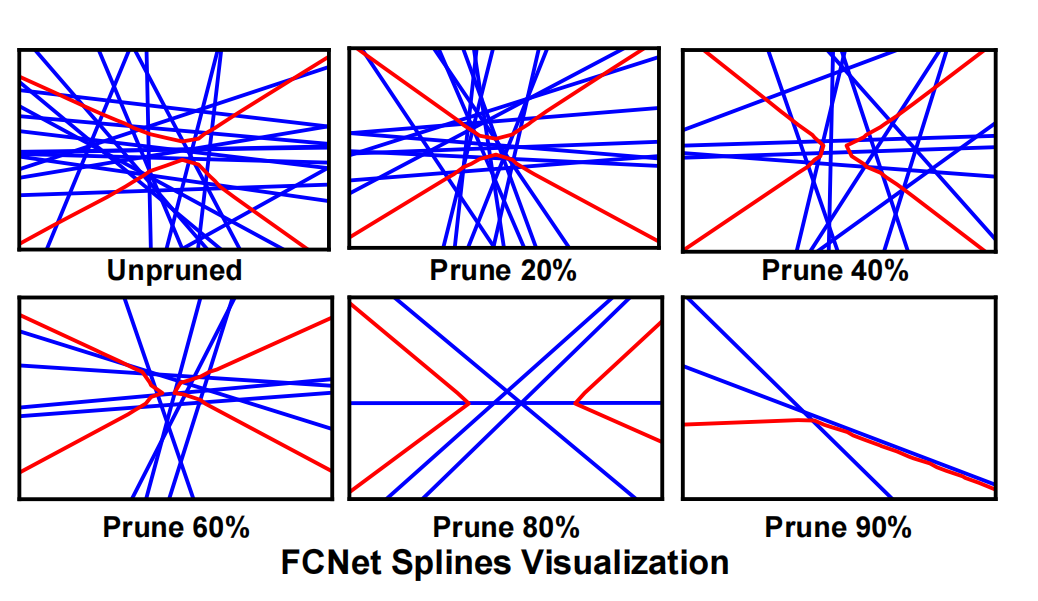 Unpruned
Prune 20%
Prune 40%
Prune 60%
Prune 80%
Prune 90%
FCNet Splines Visualization